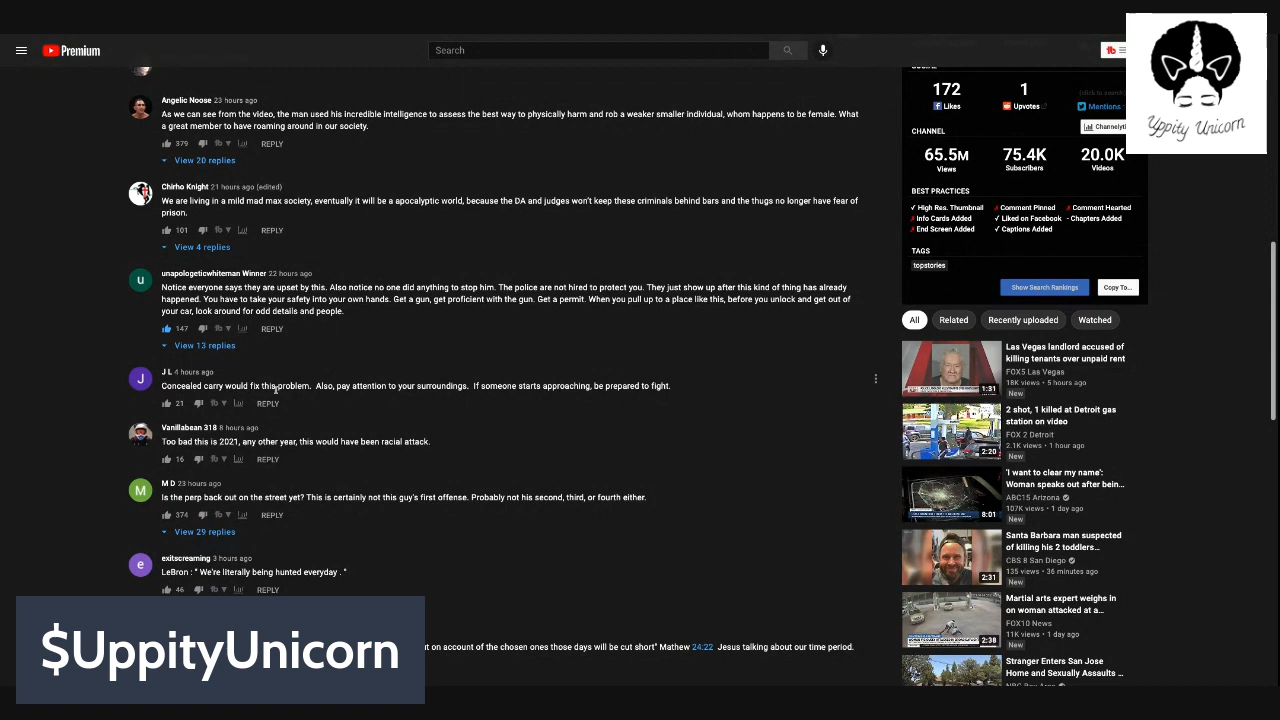 Premium
Search
Uppity Unicorn
Angelic Noose 23 hours ago
As we can see from the video, the man used his incredible intelligence to assess the best way to physically harm and rob a weaker smaller individual, whom happens to be female. What
a great member to have roaming around in our society.
379 REPLY
View 20 replies
Chirho Knight 21 hours ago (edited)
We are living in a mild mad max society, eventually it will be a apocalyptic world, because the DA and judges won't keep these criminals behind bars and the thugs no longer have fear of
prison.
101 REPLY
View 4 replies
unapologeticwhiteman Winner 22 hours ago
Notice everyone says they are upset by this. Also notice no one did anything to stop him. The police are not hired to protect you. They just show up after this kind of thing has already
happened. You have to take your safety into your own hands. Get a gun, get proficient with the gun. Get a permit. When you pull up to a place like this, before you unlock and get out of
your car, look around for odd details and people.
147 REPLY
View 13 replies
J L 4 hours ago
Concealed carry would fix this problem. Also, pay attention to your surroundings. If someone starts approaching, be prepared to fight.
21 REPLY
Vanillabean 318 8 hours ago
Too bad this is 2021, any other year, this would have been racial attack.
16 REPLY
M D 23 hours ago
Is the perp back out on the street yet? This is certainly not this guy's first offense. Probably not his second, third, or fourth either.
374 REPLY
View 29 replies
exitscreaming 3 hours ago
LeBron : " We're literally being hunted everyday . "
46 REPLY
on account of the chosen ones those days will be cut short" Mathew 24:22 Jesus talking about our time period.
$UppityUnicorn
172 1 (click to search)
Likes Upvotes Mentions
CHANNEL
65.5M 75.4K 20.0K
Views Subscribers Videos
BEST PRACTICES
✓ High Res. Thumbnail ✗ Comment Pinned ✗ Comment Hearted
✗ Info Cards Added ✓ Liked on Facebook - Chapters Added
✗ End Screen Added ✓ Captions Added
TAGS
topstories
Show Search Rankings Copy To...
All Related Recently uploaded Watched
Las Vegas landlord accused of
killing tenants over unpaid rent
FOX5 Las Vegas
18K views • 5 hours ago
New
1:31
2 shot, 1 killed at Detroit gas
station on video
FOX 2 Detroit
2.1K views • 1 hour ago
New
2:20
'I want to clear my name':
Woman speaks out after bein...
ABC15 Arizona
107K views • 1 day ago
New
8:01
Santa Barbara man suspected
of killing his 2 toddlers...
CBS 8 San Diego
135 views • 36 minutes ago
New
2:31
Martial arts expert weighs in
on woman attacked at a...
FOX10 News
11K views • 1 day ago
New
2:38
Stranger Enters San Jose
Home and Sexually Assaults ...